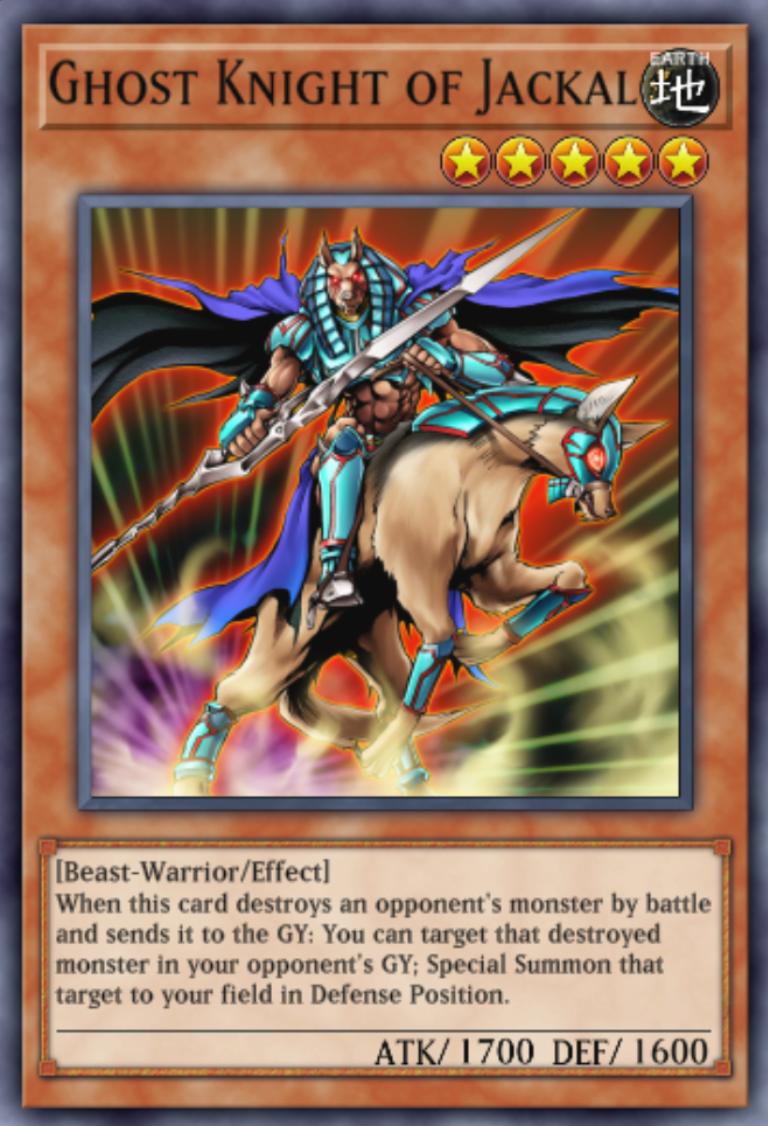 Ghost Knight of Jackal
EARTH
地
[Beast-Warrior/Effect]
When this card destroys an opponent's monster by battle
and sends it to the GY: You can target that destroyed
monster in your opponent's GY; Special Summon that
target to your field in Defense Position.
ATK/ 1700 DEF/ 1600